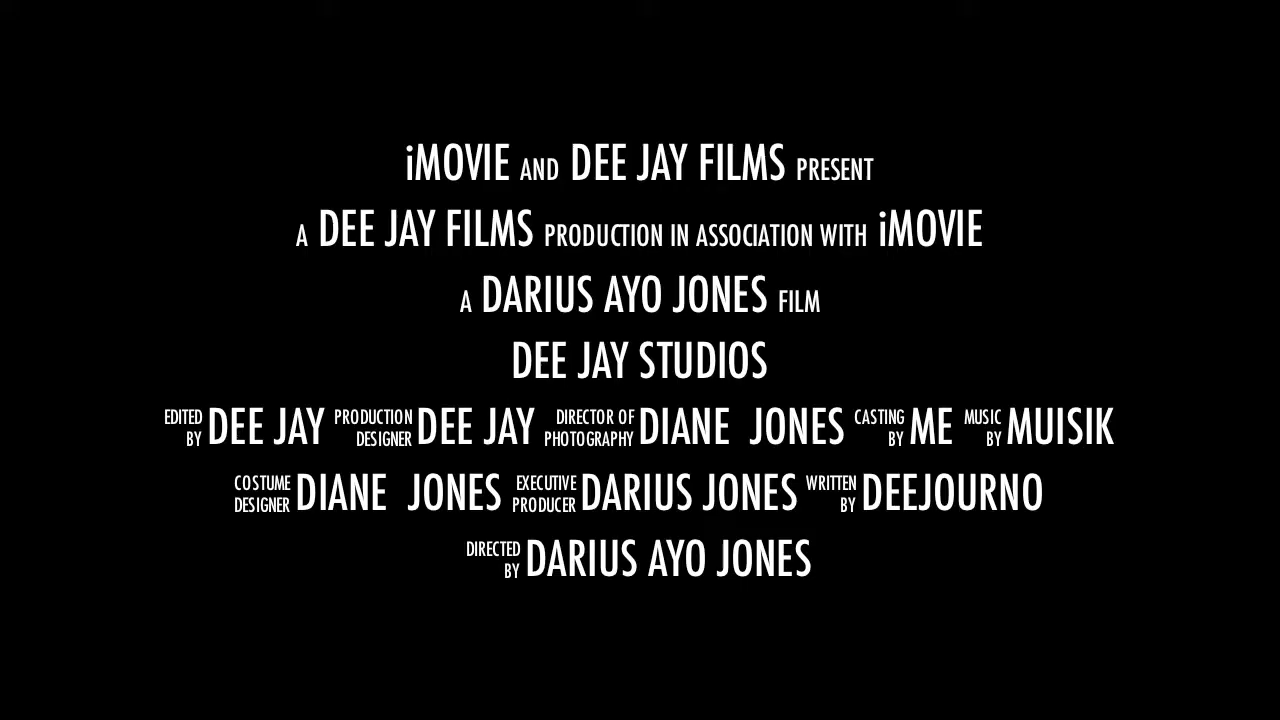 iMOVIE AND DEE JAY FILMS PRESENT
A DEE JAY FILMS PRODUCTION IN ASSOCIATION WITH iMOVIE
A DARIUS AYO JONES FILM
DEE JAY STUDIOS
EDITED BY DEE JAY PRODUCTION DESIGNER DEE JAY DIRECTOR OF PHOTOGRAPHY DIANE JONES CASTING BY ME MUSIC BY MUISIK
COSTUME DESIGNER DIANE JONES EXECUTIVE PRODUCER DARIUS JONES WRITTEN BY DEEJOURNO
DIRECTED BY DARIUS AYO JONES